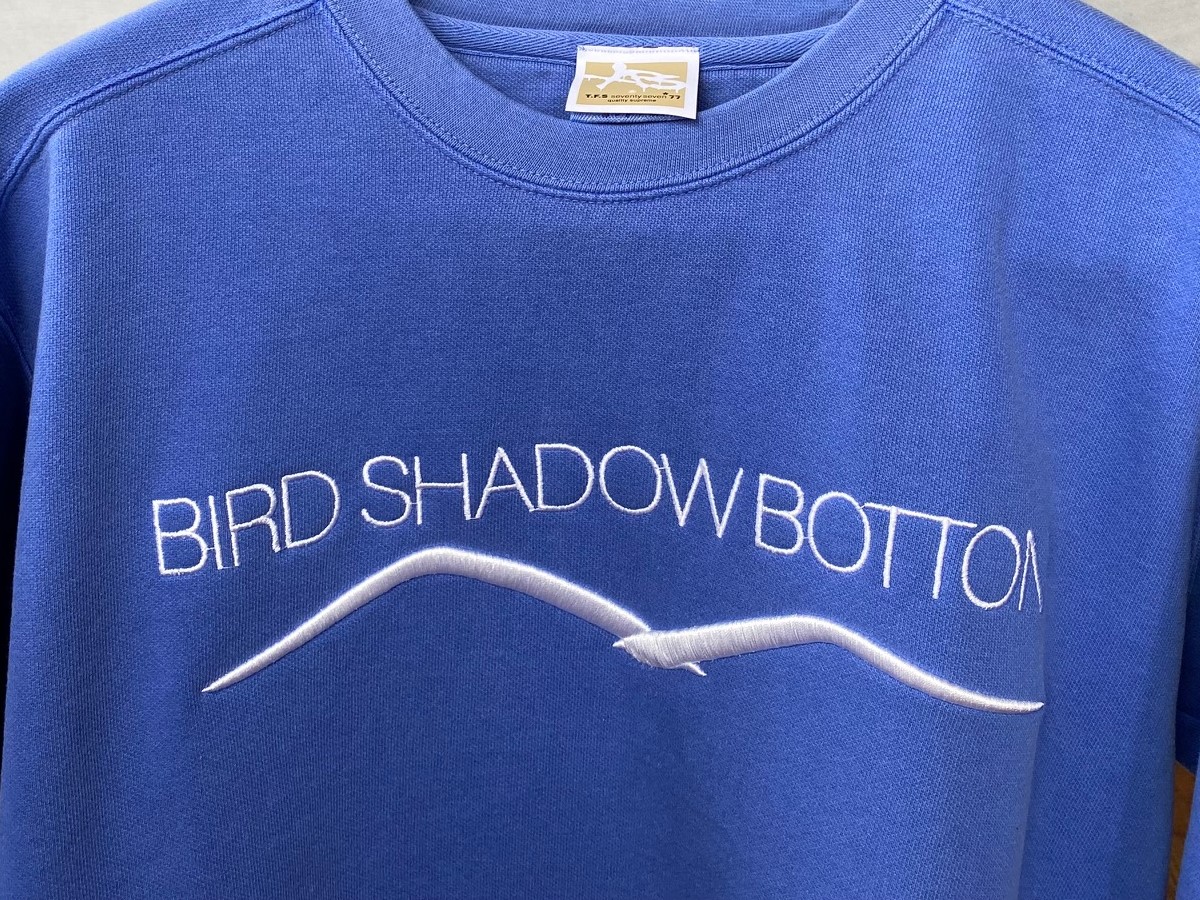 T.F.S seventy seven '77
quality supreme
BIRD SHADOW BOTTOM